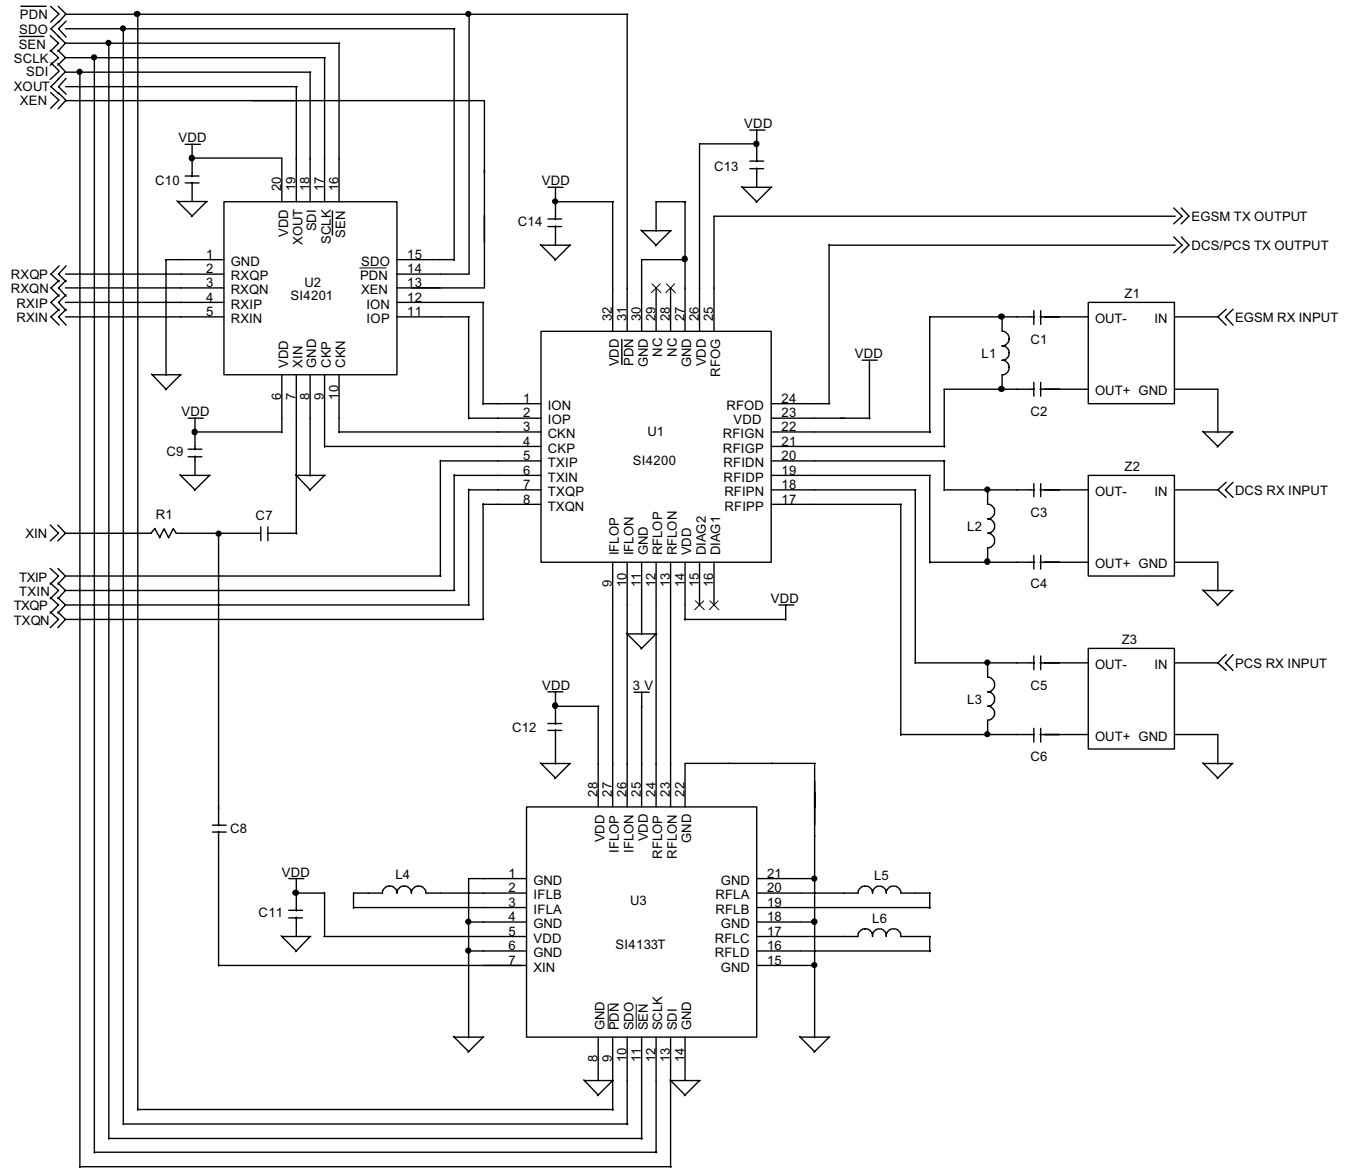 PDN
SDO
SEN
SCLK
SDI
XOUT
XEN
VDD
C10
20
19
18
17
16
VDD
XOUT
SDI
SCLK
SEN
1 GND
2 RXQP
3 RXQN
4 RXIP
5 RXIN
U2
SI4201
SDO 15
PDN 14
XEN 13
ION 12
IOP 11
VDD
XIN
GND
CKP
CKN
6
7
8
9
10
RXQP
RXQN
RXIP
RXIN
VDD
C9
XIN
R1
C7
TXIP
TXIN
TXQP
TXQN
VDD
C14
VDD
C13
32
31
30
29
28
27
26
25
VDD
PDN
GND
NC
NC
GND
VDD
RFOG
1 ION
2 IOP
3 CKN
4 CKP
5 TXIP
6 TXIN
7 TXQP
8 TXQN
U1
SI4200
RFOD 24
VDD 23
RFIGN 22
RFIGP 21
RFIDN 20
RFIDP 19
RFIPN 18
RFIPP 17
IFLOP
IFLON
GND
RFLOP
RFLON
VDD
DIAG2
DIAG1
9
10
11
12
13
14
15
16
VDD
VDD
EGSM TX OUTPUT
DCS/PCS TX OUTPUT
Z1
L1
C1
C2
OUT- IN
OUT+ GND
EGSM RX INPUT
Z2
L2
C3
C4
OUT- IN
OUT+ GND
DCS RX INPUT
Z3
L3
C5
C6
OUT- IN
OUT+ GND
PCS RX INPUT
C8
VDD
C12
3 V
28
27
26
25
24
23
22
VDD
IFLOP
IFLON
VDD
RFLOP
RFLON
GND
VDD
C11
L4
1 GND
2 IFLB
3 IFLA
4 GND
5 VDD
6 GND
7 XIN
U3
SI4133T
GND 21
RFLA 20
RFLB 19
GND 18
RFLC 17
RFLD 16
GND 15
L5
L6
GND
PDN
SDO
SEN
SCLK
SDI
GND
8
9
10
11
12
13
14